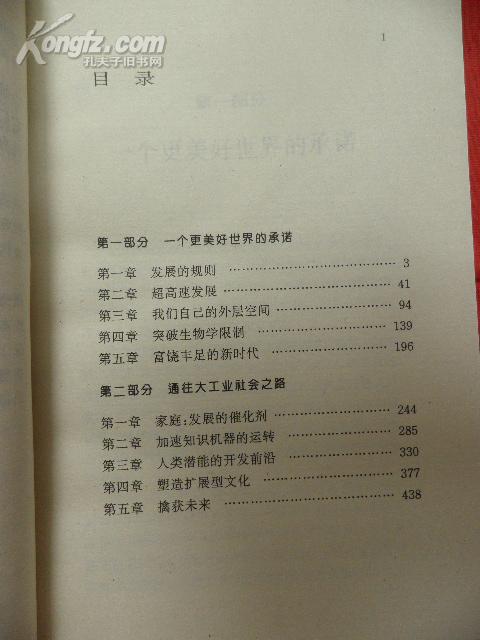 Kongfz.com
孔夫子旧书网
1
目 录
第一部分 一个更美好世界的承诺
第一章 发展的规则 …………………………………… 3
第二章 超高速发展 …………………………………… 41
第三章 我们自己的外层空间 ………………………… 94
第四章 突破生物学限制 ……………………………… 139
第五章 富饶丰足的新时代 …………………………… 196
第二部分 通往大工业社会之路
第一章 家庭:发展的催化剂 ………………………… 244
第二章 加速知识机器的运转 ………………………… 285
第三章 人类潜能的开发前沿 ………………………… 330
第四章 塑造扩展型文化 ……………………………… 377
第五章 擒获未来 ……………………………………… 438